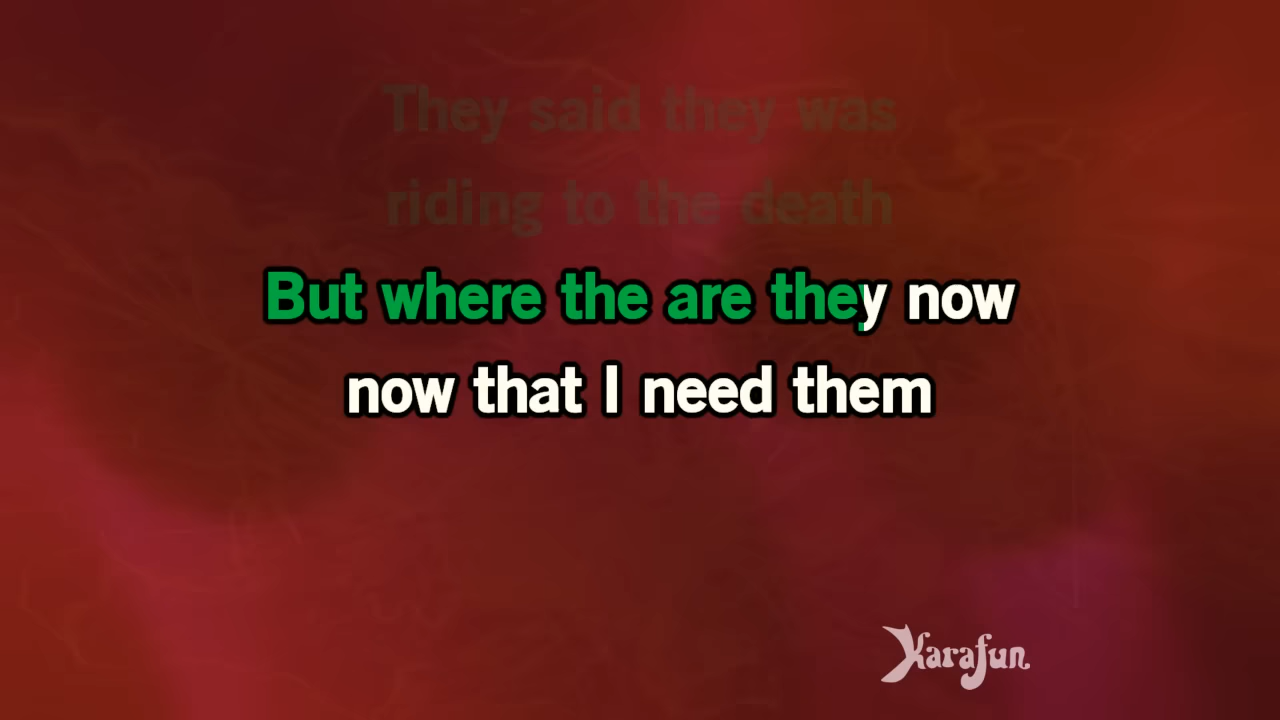 They said they was
riding to the death
But where the are they now
now that I need them
Karafun